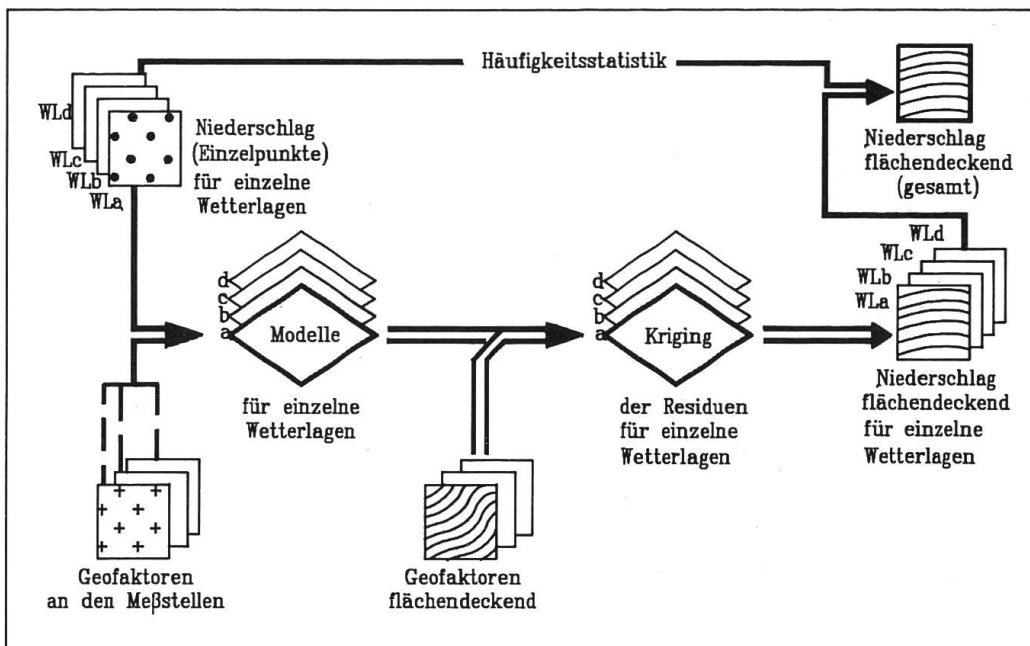 Häufigkeitsstatistik
WLd
WLc
WLb
WLa
Niederschlag
(Einzelpunkte)
für einzelne
Wetterlagen
Niederschlag
flächendeckend
(gesamt)
d
c
b
a
Modelle
für einzelne
Wetterlagen
d
c
b
a
Kriging
der Residuen
für einzelne
Wetterlagen
WLd
WLc
WLb
WLa
Niederschlag
flächendeckend
für einzelne
Wetterlagen
Geofaktoren
an den Meßstellen
Geofaktoren
flächendeckend